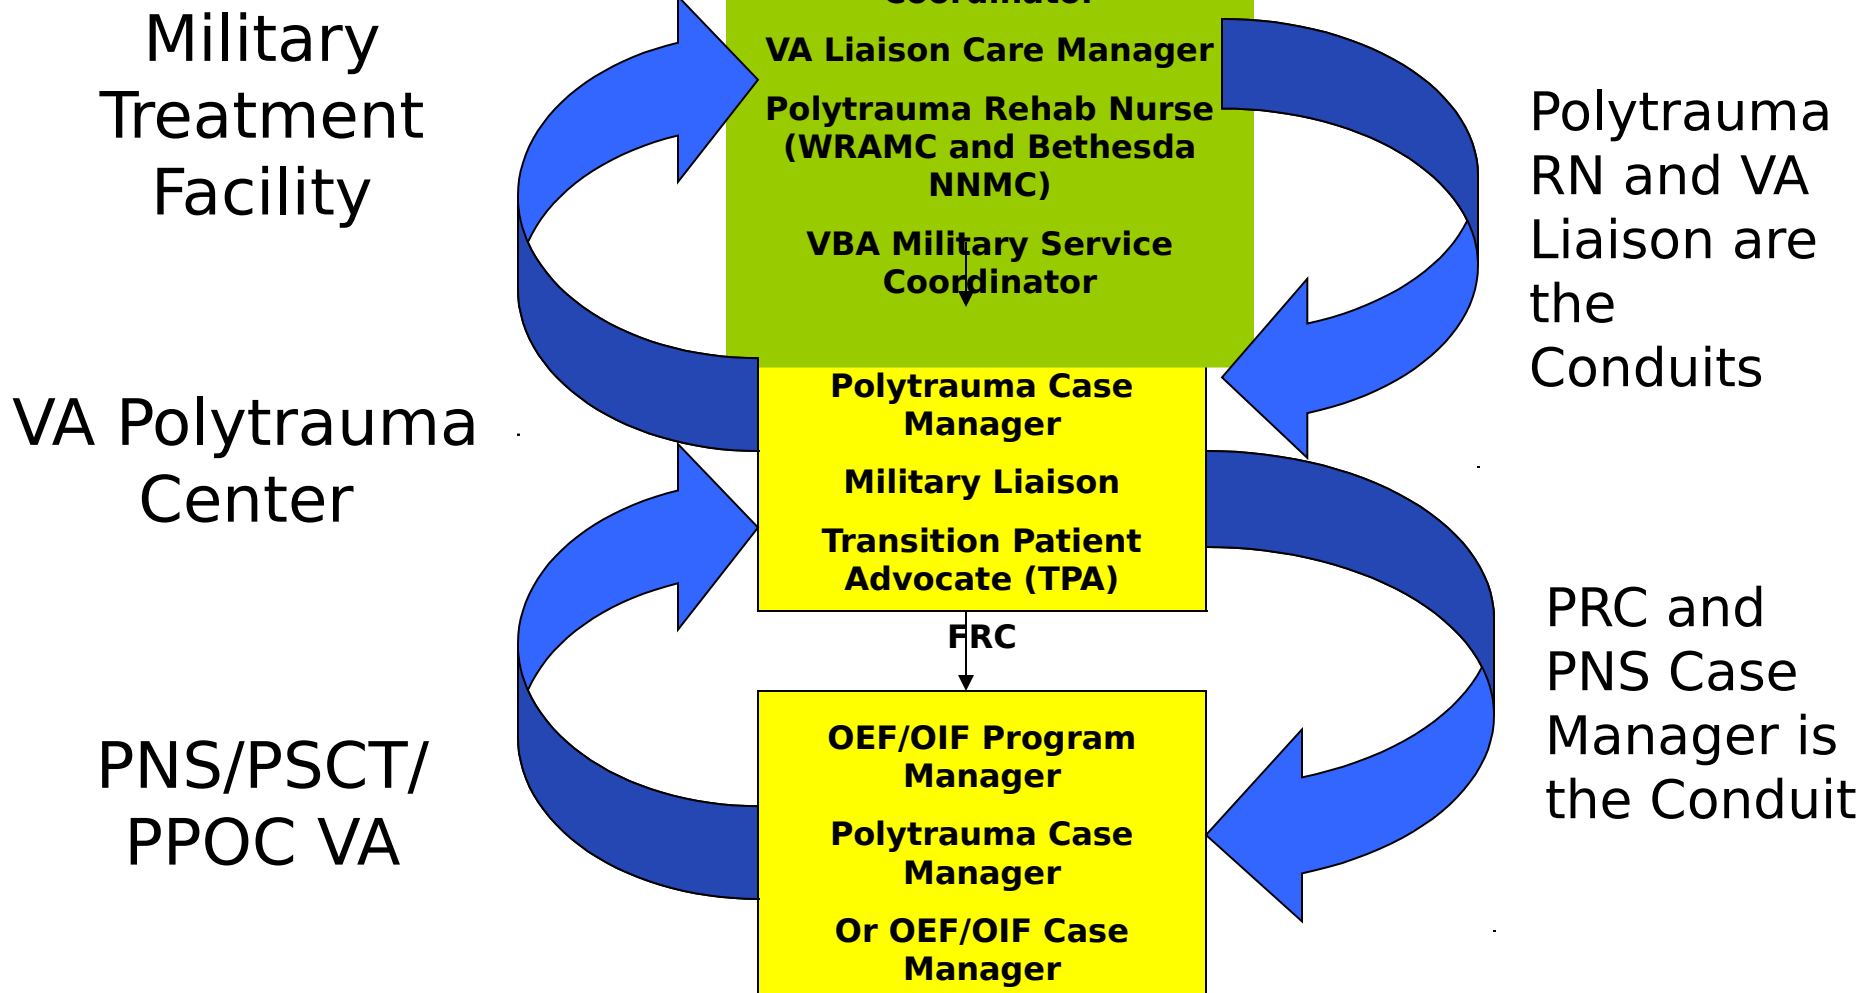 Military
Treatment
Facility
VA Polytrauma
Center
PNS/PSCT/
PPOC VA
Coordinator
VA Liaison Care Manager
Polytrauma Rehab Nurse
(WRAMC and Bethesda
NNMC)
VBA Military Service
Coordinator
Polytrauma Case
Manager
Military Liaison
Transition Patient
Advocate (TPA)
FRC
OEF/OIF Program
Manager
Polytrauma Case
Manager
Or OEF/OIF Case
Manager
Polytrauma
RN and VA
Liaison are
the
Conduits
PRC and
PNS Case
Manager is
the Conduit